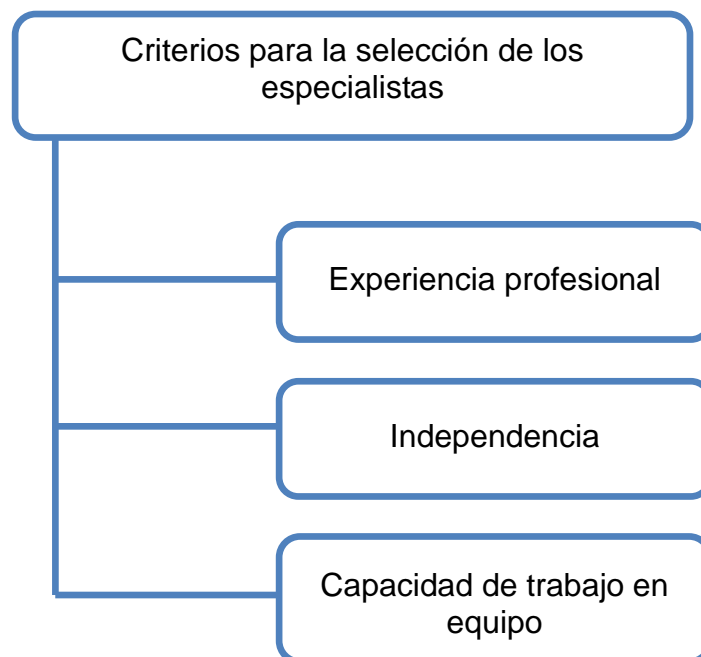 Criterios para la selección de los
especialistas
Experiencia profesional
Independencia
Capacidad de trabajo en
equipo